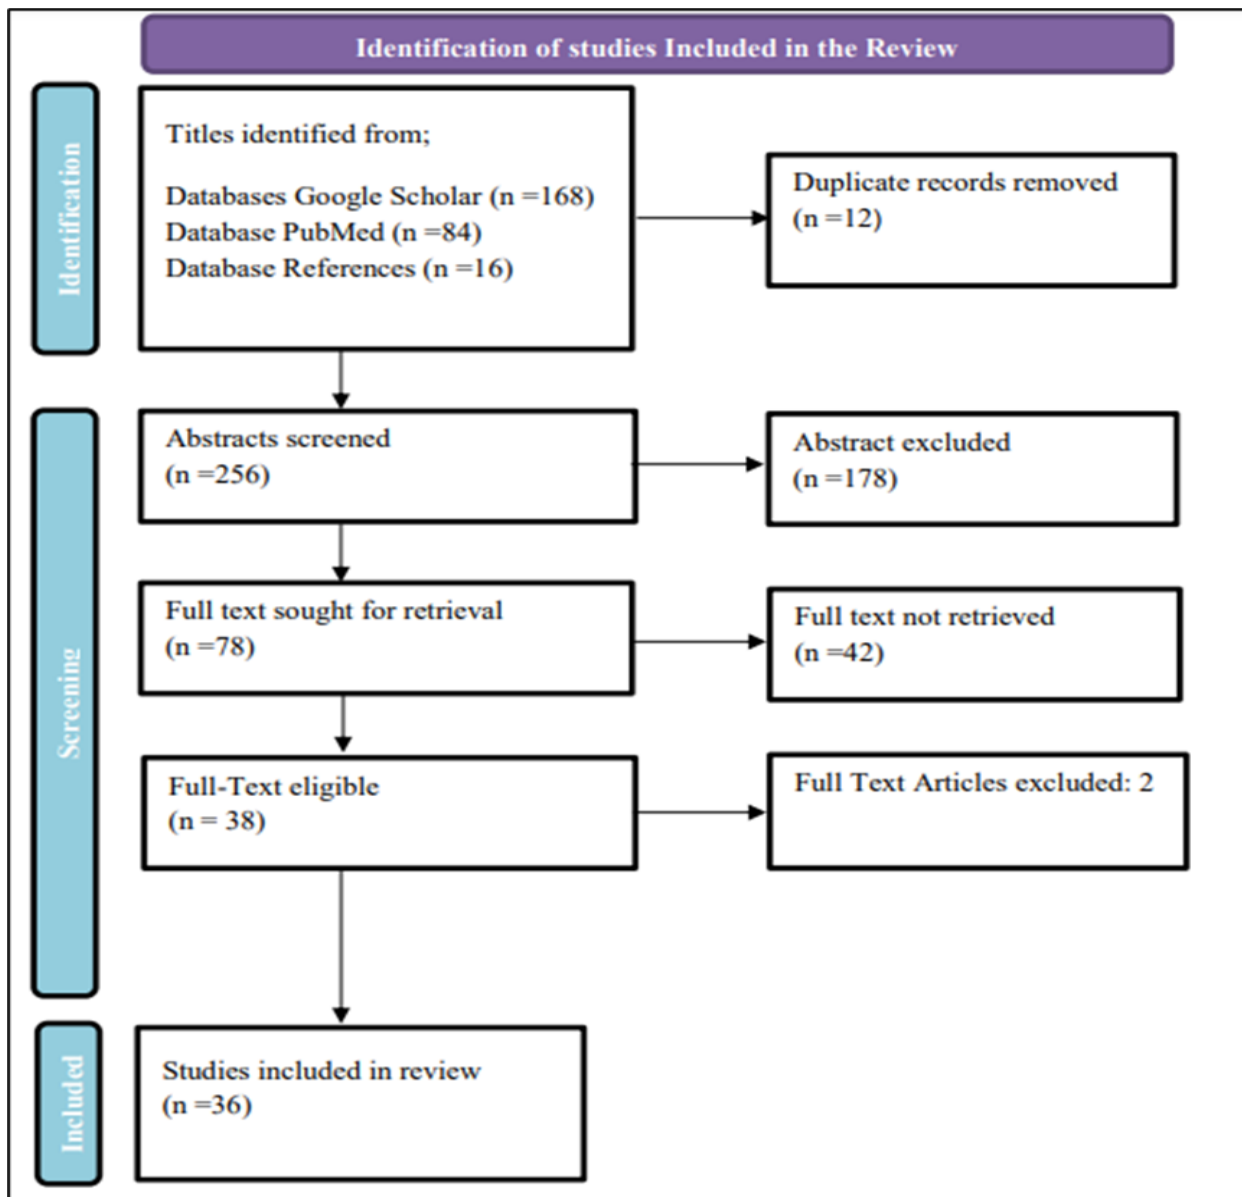 Identification of studies Included in the Review
Identification
Titles identified from;
Databases Google Scholar (n =168)
Database PubMed (n =84)
Database References (n =16)
Duplicate records removed
(n =12)
Screening
Abstracts screened
(n =256)
Abstract excluded
(n =178)
Full text sought for retrieval
(n =78)
Full text not retrieved
(n =42)
Full-Text eligible
(n = 38)
Full Text Articles excluded: 2
Included
Studies included in review
(n =36)